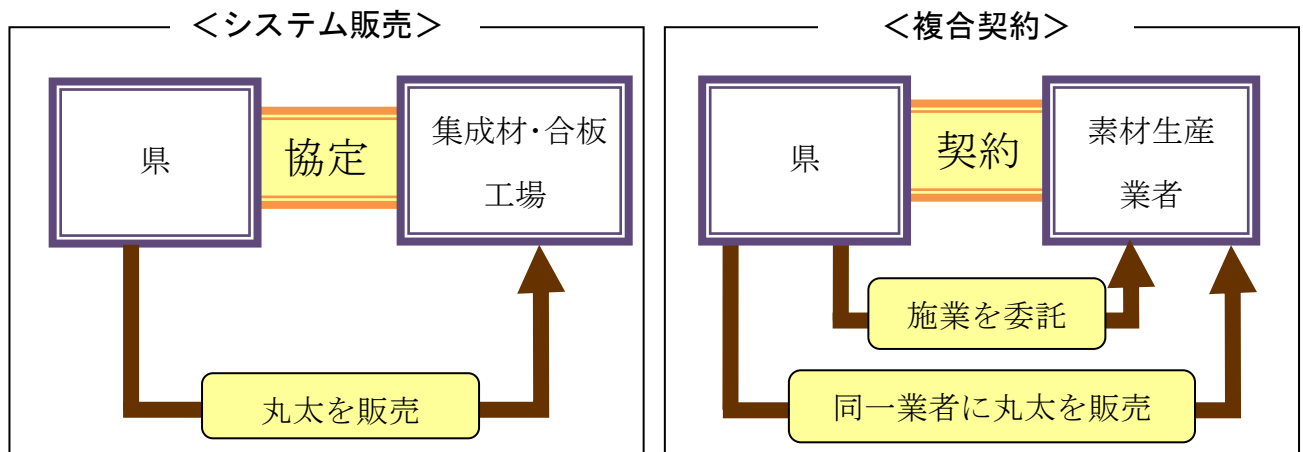 <システム販売>
県
協定
集成材・合板
工場
丸太を販売
<複合契約>
県
契約
素材生産
業者
施業を委託
同一業者に丸太を販売